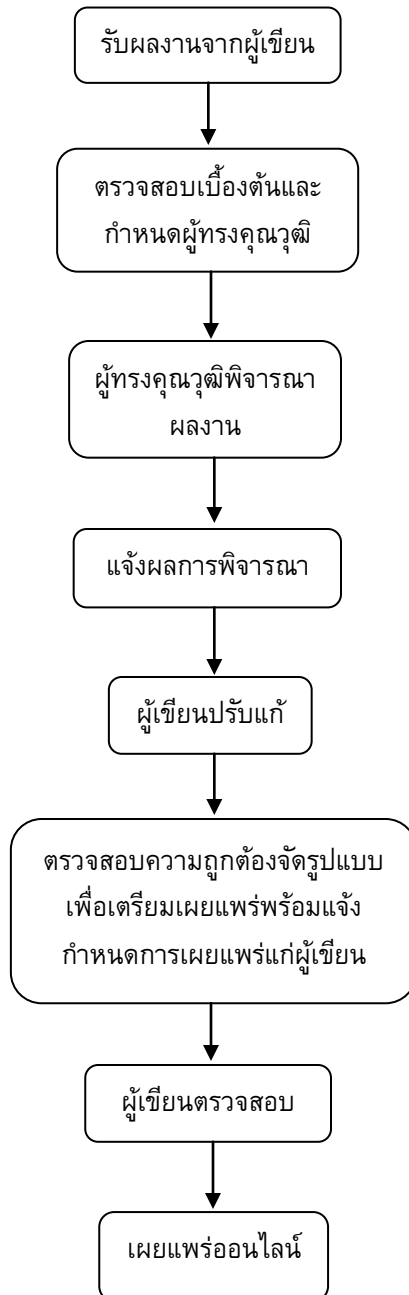 รับผลงานจากผู้เขียน
ตรวจสอบเบื้องต้นและ
กำหนดผู้ทรงคุณวุฒิ
ผู้ทรงคุณวุฒิพิจารณา
ผลงาน
แจ้งผลการพิจารณา
ผู้เขียนปรับแก้
ตรวจสอบความถูกต้องจัดรูปแบบ
เพื่อเตรียมเผยแพร่พร้อมแจ้ง
กำหนดการเผยแพร่แก่ผู้เขียน
ผู้เขียนตรวจสอบ
เผยแพร่ออนไลน์